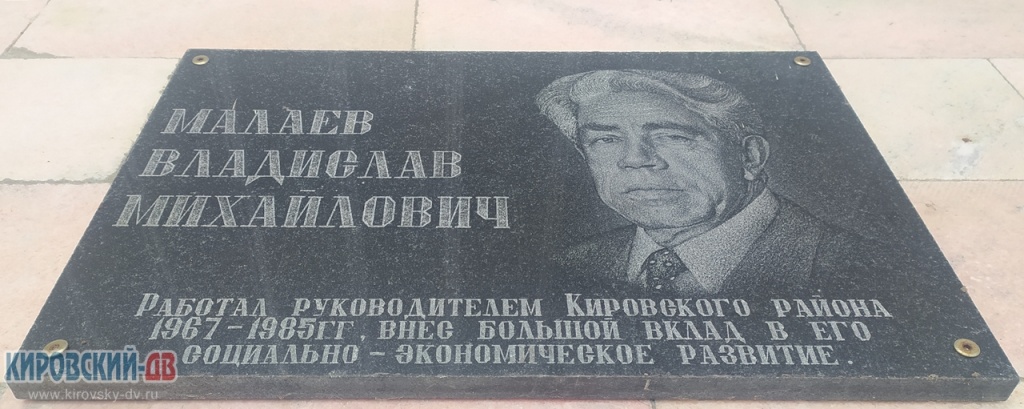 МАЛАЕВ
ВЛАДИСЛАВ
МИХАЙЛОВИЧ
РАБОТАЛ РУКОВОДИТЕЛЕМ КИРОВСКОГО РАЙОНА
1967-1985ГГ. ВНЕС БОЛЬШОЙ ВКЛАД В ЕГО
СОЦИАЛЬНО-ЭКОНОМИЧЕСКОЕ РАЗВИТИЕ.
КИРОВСКИЙ-ДВ
www.kirovsky-dv.ru